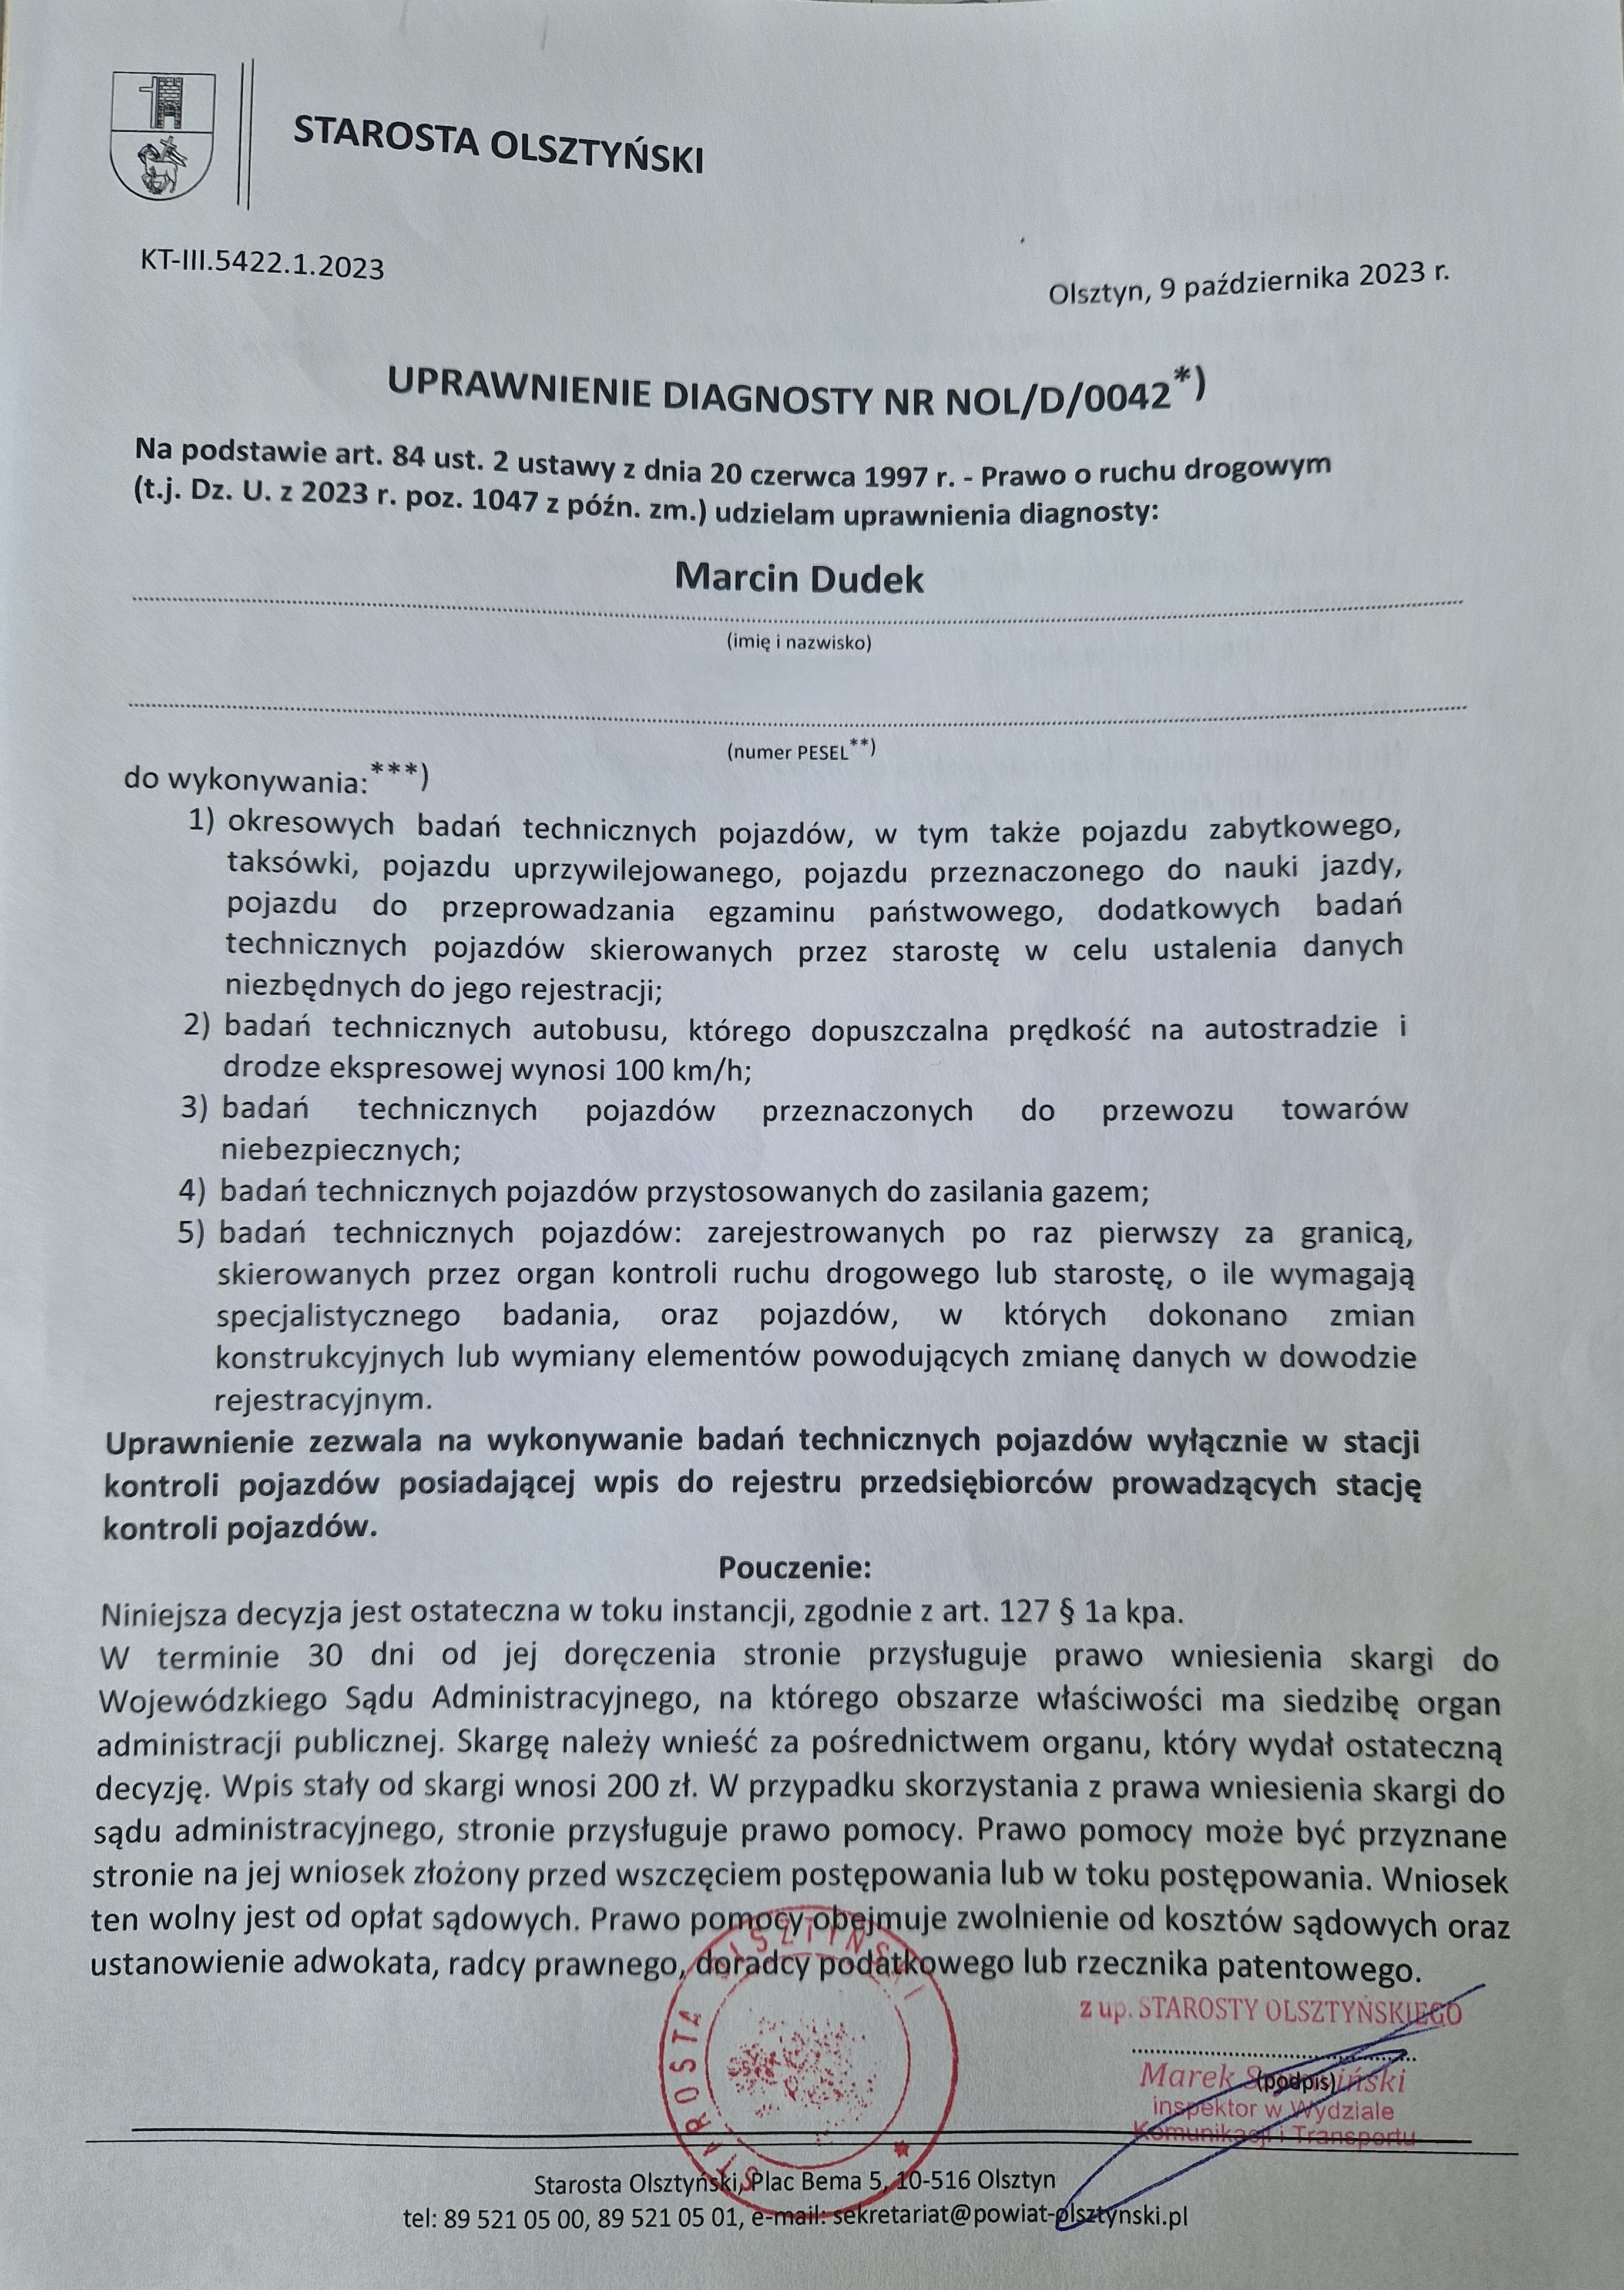 STAROSTA OLSZTYŃSKI
KT-III.5422.1.2023
Olsztyn, 9 października 2023 r.
UPRAWNIENIE DIAGNOSTY NR NOL/D/0042*)
Na podstawie art. 84 ust. 2 ustawy z dnia 20 czerwca 1997 r. - Prawo o ruchu drogowym
(t.j. Dz. U. z 2023 r. poz. 1047 z późn. zm.) udzielam uprawnienia diagnosty:
Marcin Dudek
(imię i nazwisko)
(numer PESEL**)
do wykonywania:***)
1) okresowych badań technicznych pojazdów, w tym także pojazdu zabytkowego,
taksówki, pojazdu uprzywilejowanego, pojazdu przeznaczonego do nauki jazdy,
pojazdu do przeprowadzania egzaminu państwowego, dodatkowych badań
technicznych pojazdów skierowanych przez starostę w celu ustalenia danych
niezbędnych do jego rejestracji;
2) badań technicznych autobusu, którego dopuszczalna prędkość na autostradzie i
drodze ekspresowej wynosi 100 km/h;
3) badań technicznych pojazdów przeznaczonych do przewozu towarów
niebezpiecznych;
4) badań technicznych pojazdów przystosowanych do zasilania gazem;
5) badań technicznych pojazdów: zarejestrowanych po raz pierwszy za granicą,
skierowanych przez organ kontroli ruchu drogowego lub starostę, o ile wymagają
specjalistycznego badania, oraz pojazdów, w których dokonano zmian
konstrukcyjnych lub wymiany elementów powodujących zmianę danych w dowodzie
rejestracyjnym.
Uprawnienie zezwala na wykonywanie badań technicznych pojazdów wyłącznie w stacji
kontroli pojazdów posiadającej wpis do rejestru przedsiębiorców prowadzących stację
kontroli pojazdów.
Pouczenie:
Niniejsza decyzja jest ostateczna w toku instancji, zgodnie z art. 127 § 1a kpa.
W terminie 30 dni od jej doręczenia stronie przysługuje prawo wniesienia skargi do
Wojewódzkiego Sądu Administracyjnego, na którego obszarze właściwości ma siedzibę organ
administracji publicznej. Skargę należy wnieść za pośrednictwem organu, który wydał ostateczną
decyzję. Wpis stały od skargi wnosi 200 zł. W przypadku skorzystania z prawa wniesienia skargi do
sądu administracyjnego, stronie przysługuje prawo pomocy. Prawo pomocy może być przyznane
stronie na jej wniosek złożony przed wszczęciem postępowania lub w toku postępowania. Wniosek
ten wolny jest od opłat sądowych. Prawo pomocy obejmuje zwolnienie od kosztów sądowych oraz
ustanowienie adwokata, radcy prawnego, doradcy podatkowego lub rzecznika patentowego.
STAROSTA OLSZTYŃSKI
z up. STAROSTY OLSZTYŃSKIEGO
Marek
(podpis)
inspektor w Wydziale
Komunikacji i Transportu
Starosta Olsztyński, Plac Bema 5, 10-516 Olsztyn
tel: 89 521 05 00, 89 521 05 01, e-mail: sekretariat@powiat-olsztynski.pl